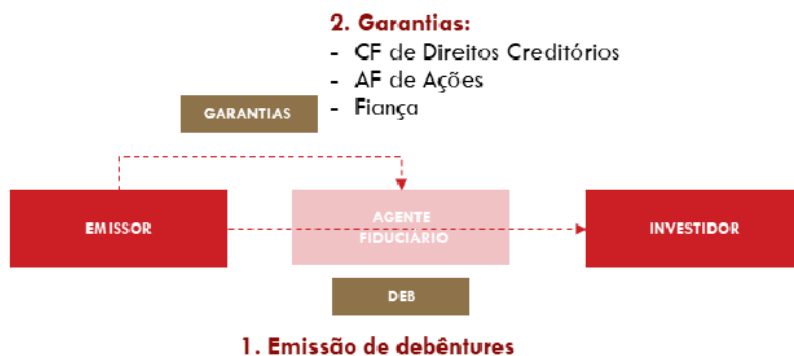 2. Garantias:
- CF de Direitos Creditórios
- AF de Ações
- Fiança
GARANTIAS
EMISSOR
AGENTE
FIDUCIÁRIO
INVESTIDOR
DEB
1. Emissão de debêntures